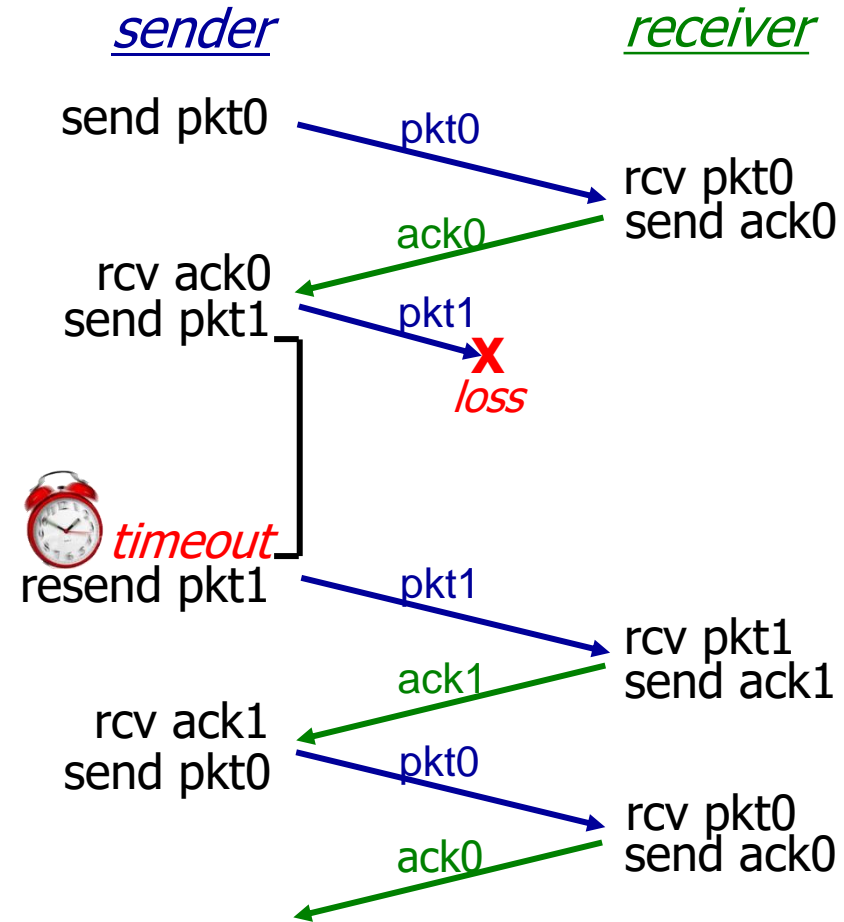 sender
receiver
send pkt0
pkt0
rcv pkt0
send ack0
ack0
rcv ack0
send pkt1
pkt1
X
loss
timeout
resend pkt1
pkt1
rcv pkt1
send ack1
ack1
rcv ack1
send pkt0
pkt0
rcv pkt0
send ack0
ack0